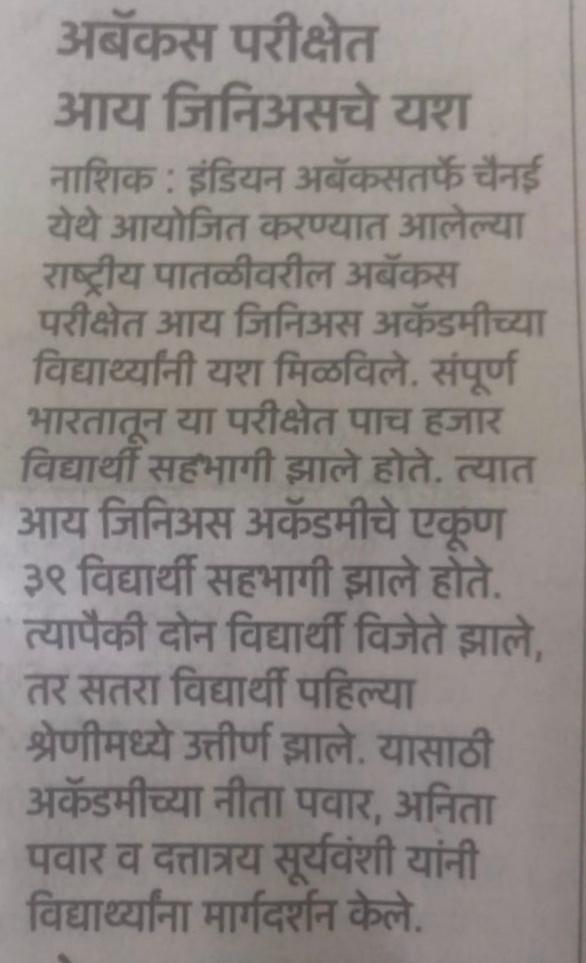 अबॅकस परीक्षेत
आय जिनिअसचे यश
नाशिक : इंडियन अबॅकसतर्फे चैनई
येथे आयोजित करण्यात आलेल्या
राष्ट्रीय पातळीवरील अबॅकस
परीक्षेत आय जिनिअस अकॅडमीच्या
विद्यार्थ्यांनी यश मिळविले. संपूर्ण
भारतातून या परीक्षेत पाच हजार
विद्यार्थी सहभागी झाले होते. त्यात
आय जिनिअस अकॅडमीचे एकूण
३९ विद्यार्थी सहभागी झाले होते.
त्यापैकी दोन विद्यार्थी विजेते झाले,
तर सतरा विद्यार्थी पहिल्या
श्रेणीमध्ये उत्तीर्ण झाले. यासाठी
अकॅडमीच्या नीता पवार, अनिता
पवार व दत्तात्रय सूर्यवंशी यांनी
विद्यार्थ्यांना मार्गदर्शन केले.